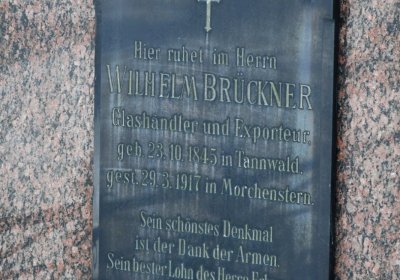 Hier ruhet im Herrn
WILHELM BRÜCKNER
Glashändler und Exporteur,
geb. 23.10.1845 in Tannwald,
gest. 29.3.1917 in Morchenstern.
Sein schönstes Denkmal
ist der Dank der Armen.
Sein bester Lohn des Herrn